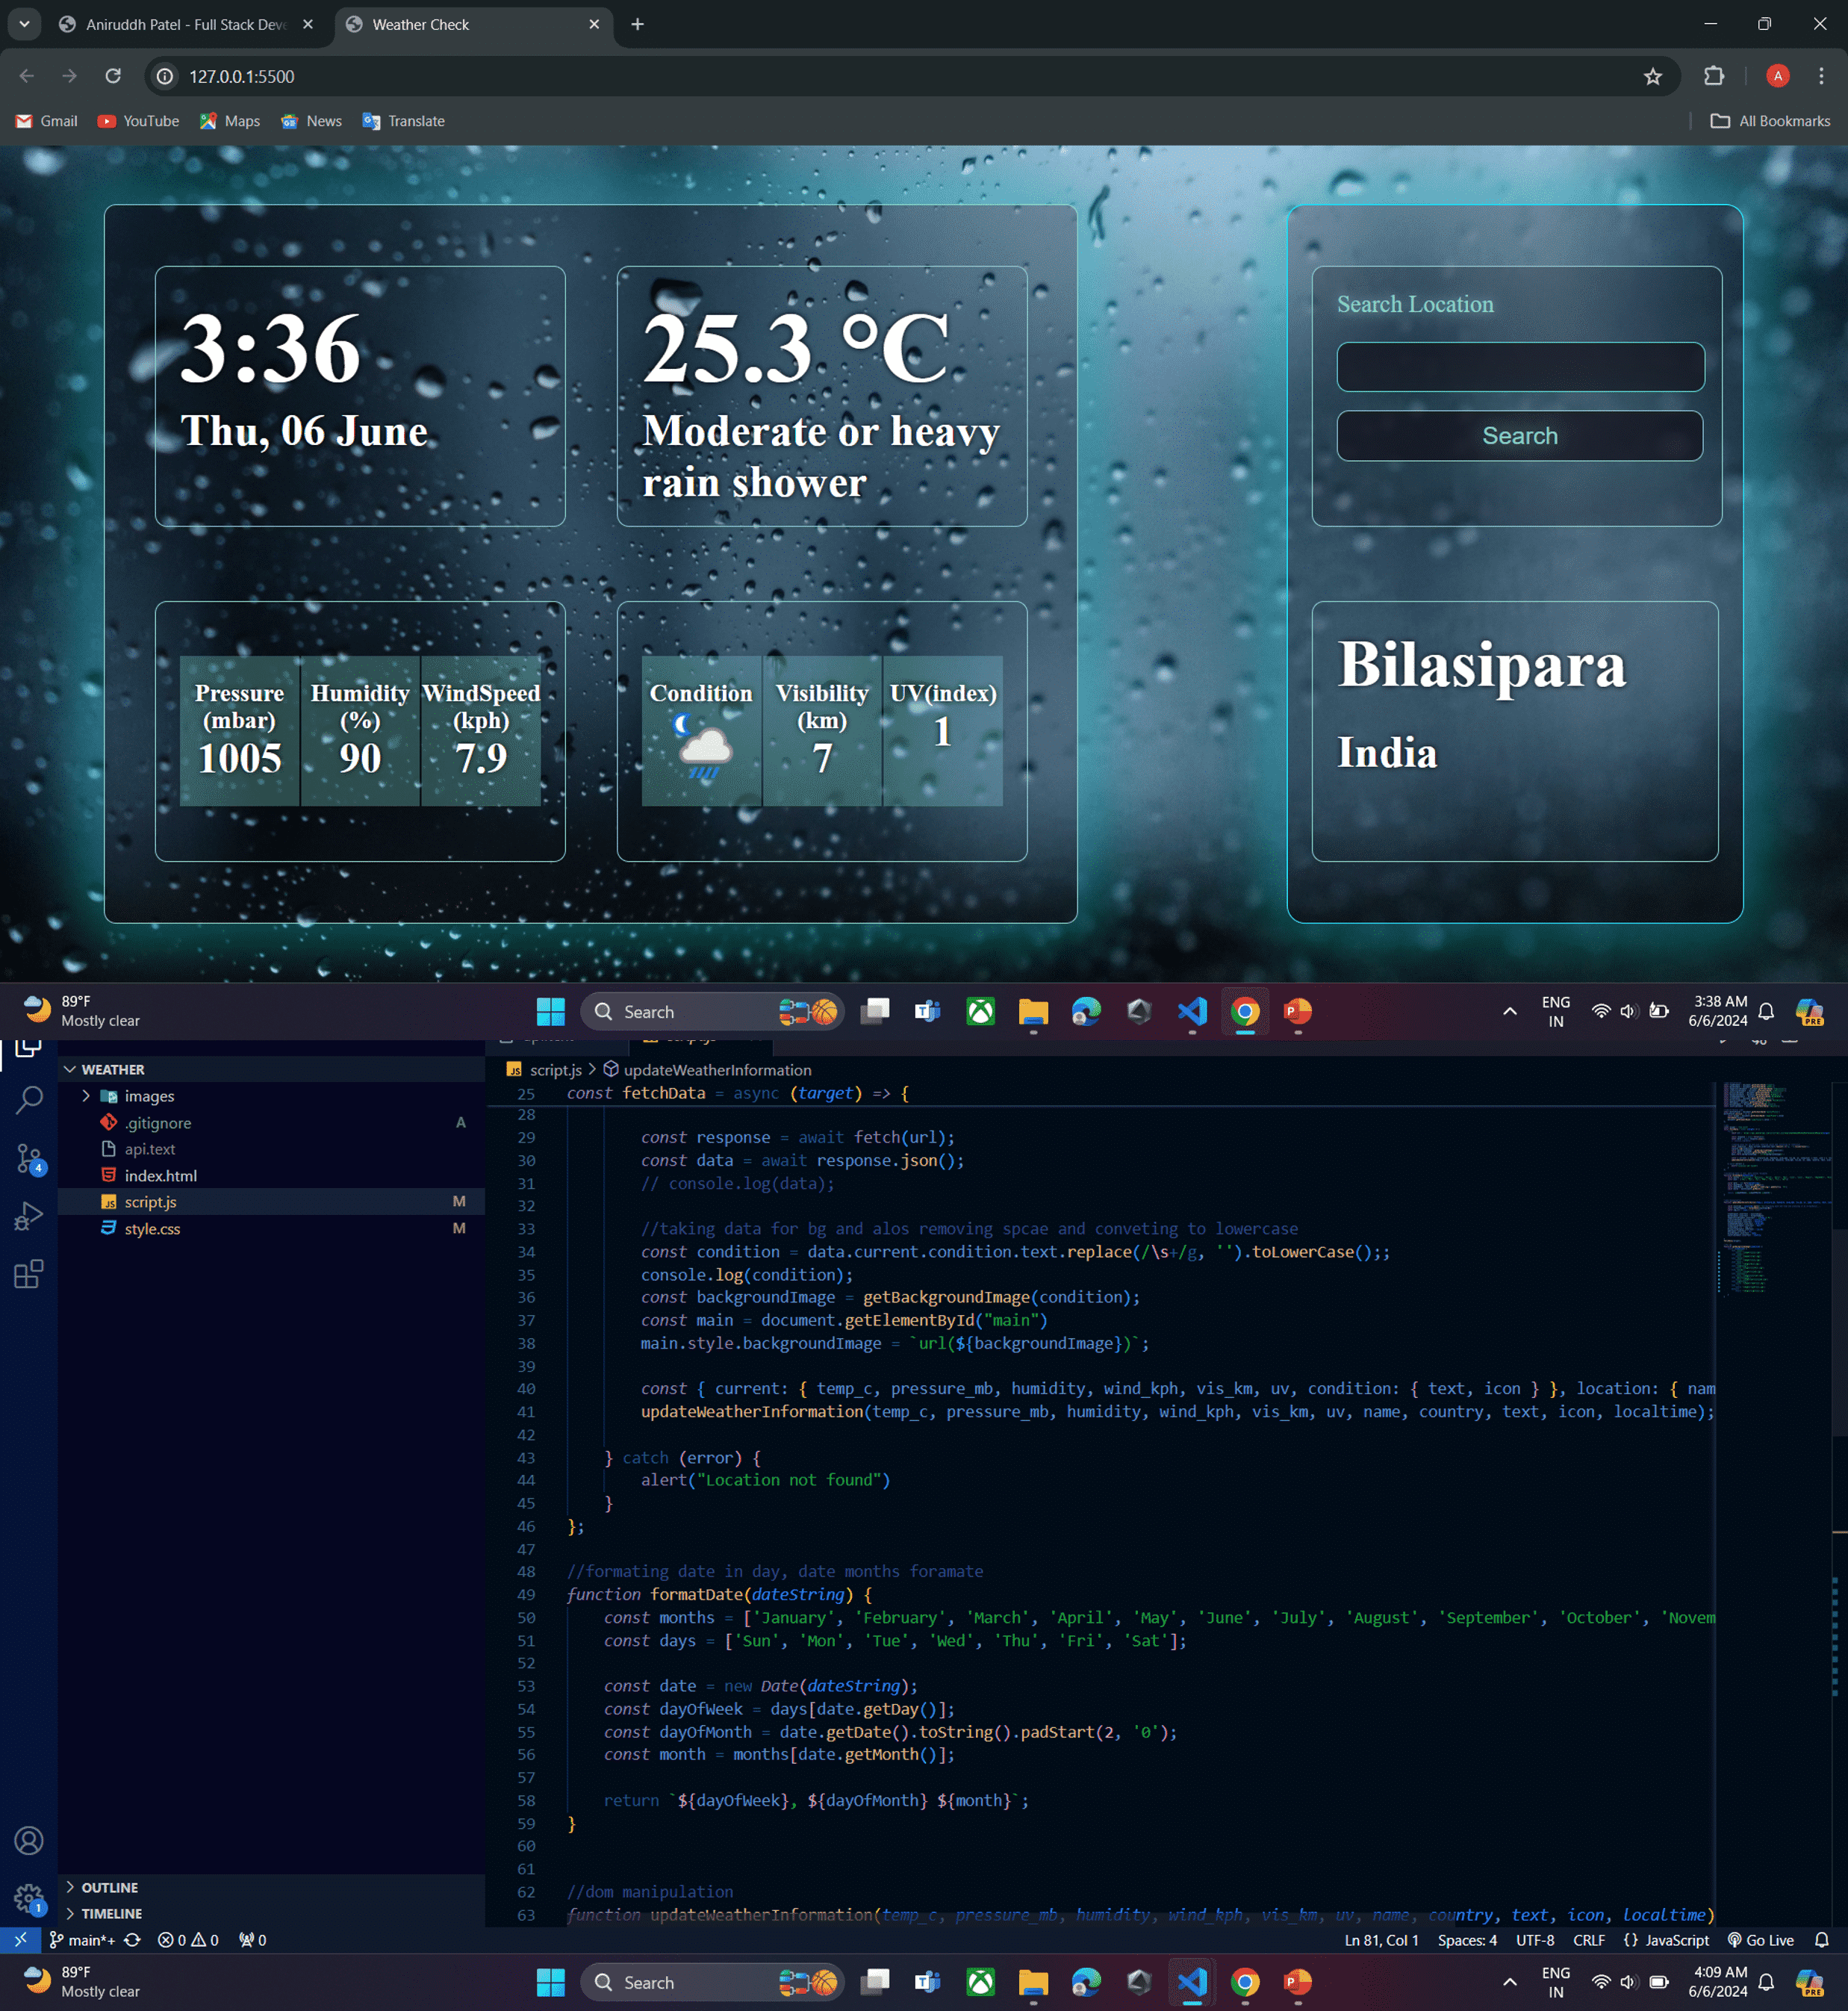 Aniruddh Patel - Full Stack Deve
Weather Check
127.0.0.1:5500
A
Gmail YouTube Maps News Translate All Bookmarks
3:36
Thu, 06 June
25.3 °C
Moderate or heavy
rain shower
Search Location
Search
Pressure Humidity WindSpeed
(mbar) (%) (kph)
1005 90 7.9
Condition Visibility UV(index)
(km)
7 1
Bilasipara
India
89°F
Mostly clear
Search
ENG
IN
3:38 AM
6/6/2024
PRE
WEATHER
images
.gitignore A
api.text
index.html
script.js M
style.css M
4
1
OUTLINE
TIMELINE
script.js > updateWeatherInformation
25 const fetchData = async (target) => {
28
29 const response = await fetch(url);
30 const data = await response.json();
31 // console.log(data);
32
33 //taking data for bg and alos removing spcae and conveting to lowercase
34 const condition = data.current.condition.text.replace(/\s+/g, '').toLowerCase();;
35 console.log(condition);
36 const backgroundImage = getBackgroundImage(condition);
37 const main = document.getElementById("main")
38 main.style.backgroundImage = `url(${backgroundImage})`;
39
40 const { current: { temp_c, pressure_mb, humidity, wind_kph, vis_km, uv, condition: { text, icon } }, location: { nam
41 updateWeatherInformation(temp_c, pressure_mb, humidity, wind_kph, vis_km, uv, name, country, text, icon, localtime);
42
43 } catch (error) {
44 alert("Location not found")
45 }
46 };
47
48 //formating date in day, date months foramate
49 function formatDate(dateString) {
50 const months = ['January', 'February', 'March', 'April', 'May', 'June', 'July', 'August', 'September', 'October', 'Novem
51 const days = ['Sun', 'Mon', 'Tue', 'Wed', 'Thu', 'Fri', 'Sat'];
52
53 const date = new Date(dateString);
54 const dayOfWeek = days[date.getDay()];
55 const dayOfMonth = date.getDate().toString().padStart(2, '0');
56 const month = months[date.getMonth()];
57
58 return `${dayOfWeek}, ${dayOfMonth} ${month}`;
59 }
60
61
62 //dom manipulation
63 function updateWeatherInformation(temp_c, pressure_mb, humidity, wind_kph, vis_km, uv, name, country, text, icon, localtime)
main*+ 0 0 0 Ln 81, Col 1 Spaces: 4 UTF-8 CRLF {} JavaScript Go Live
89°F
Mostly clear
Search
ENG
IN
4:09 AM
6/6/2024
PRE